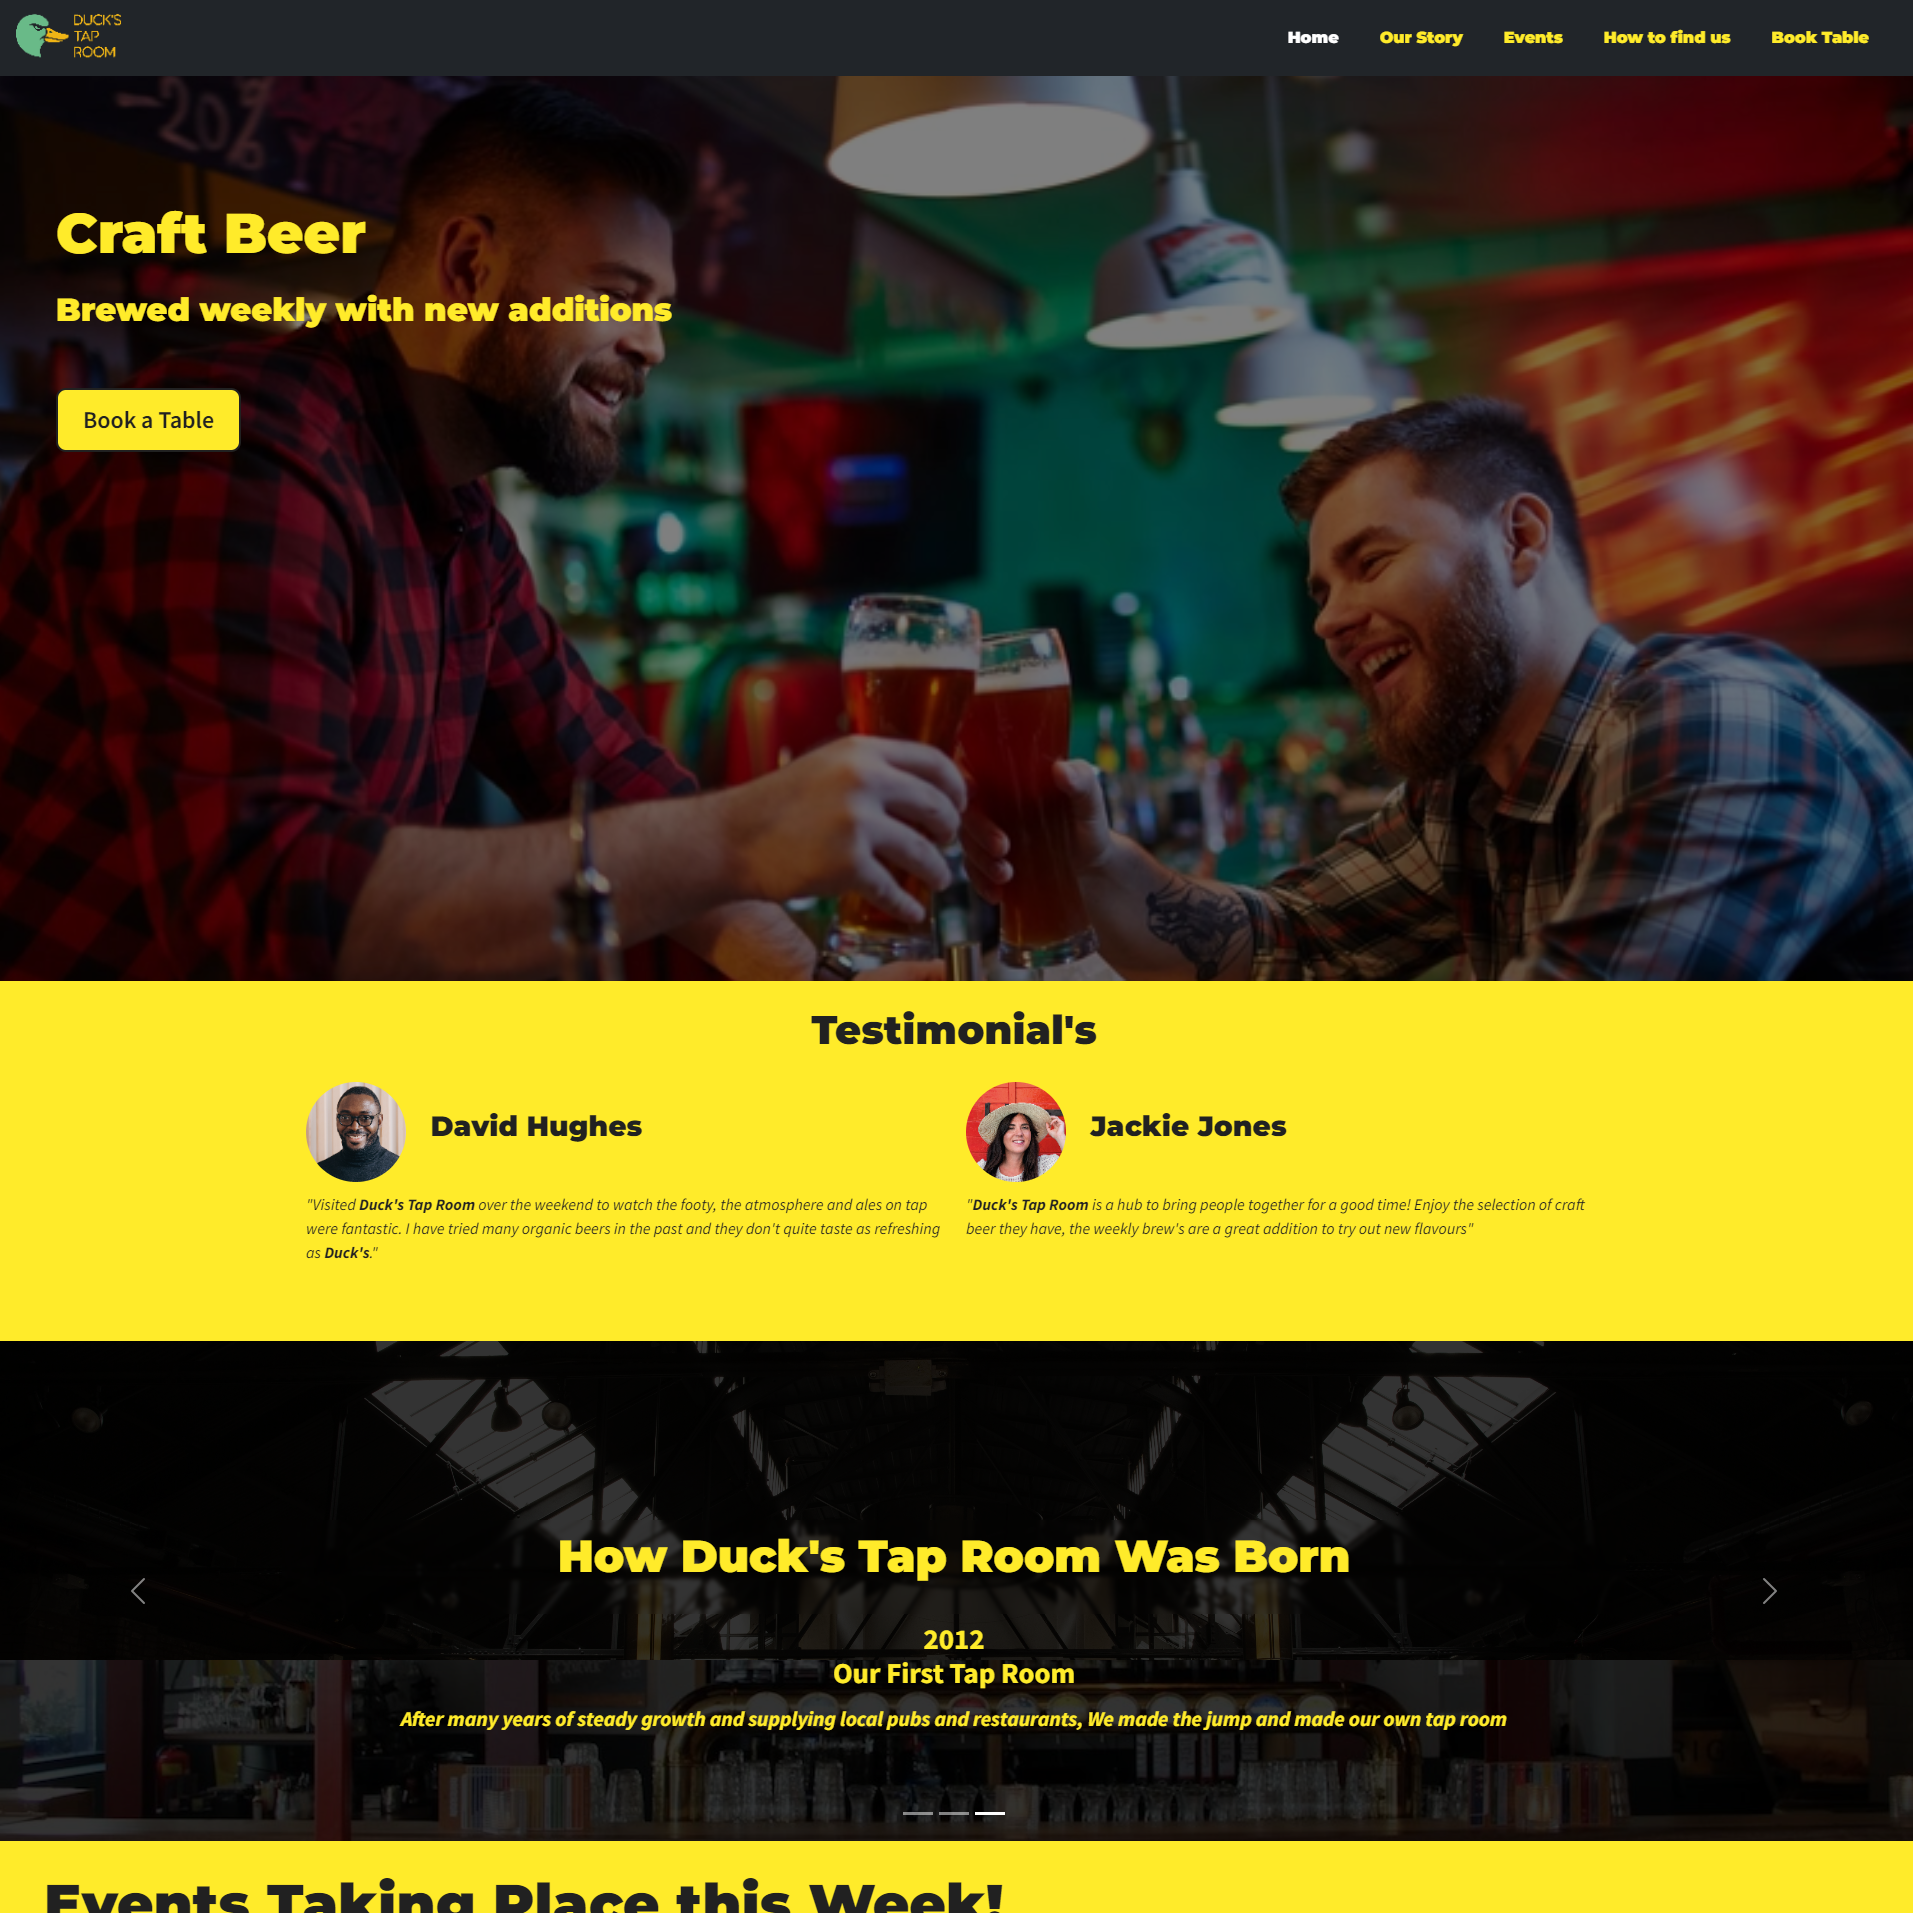 DUCK'S
TAP
ROOM
Home Our Story Events How to find us Book Table
-20%
Craft Beer
Brewed weekly with new additions
Book a Table
Testimonial's
David Hughes
"Visited Duck's Tap Room over the weekend to watch the footy, the atmosphere and ales on tap
were fantastic. I have tried many organic beers in the past and they don't quite taste as refreshing
as Duck's."
Jackie Jones
"Duck's Tap Room is a hub to bring people together for a good time! Enjoy the selection of craft
beer they have, the weekly brew's are a great addition to try out new flavours"
How Duck's Tap Room Was Born
2012
Our First Tap Room
After many years of steady growth and supplying local pubs and restaurants, We made the jump and made our own tap room
Events Taking Place this Week!